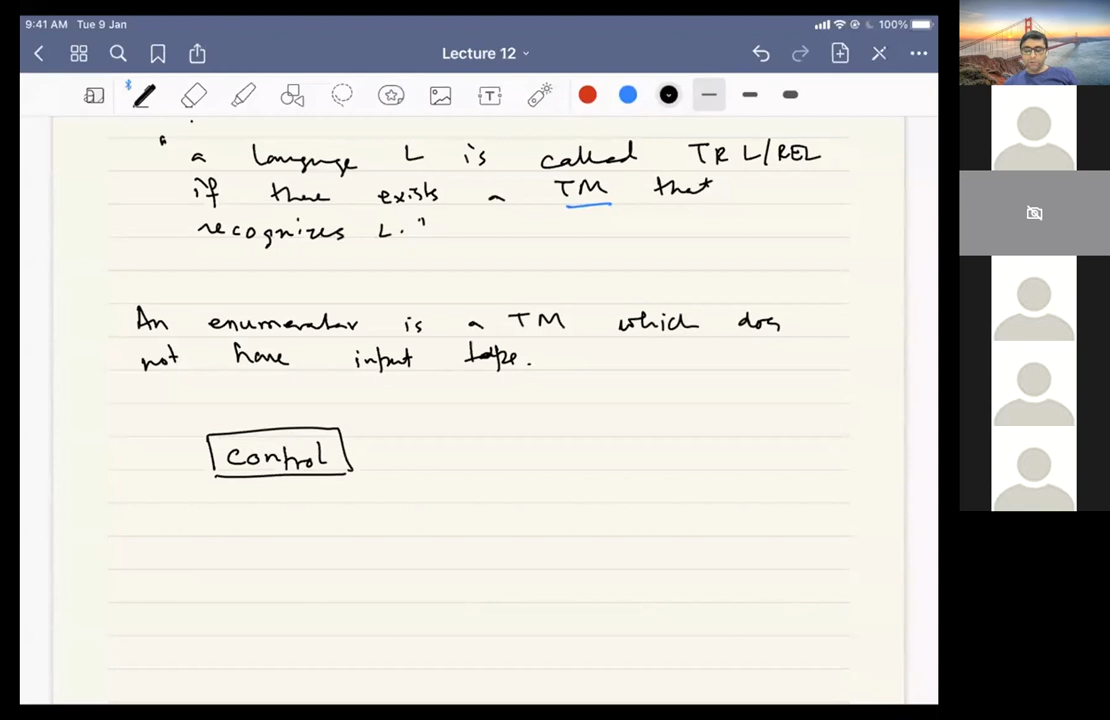 9:41 AM Tue 9 Jan
100%
Lecture 12
" a language L is called TRL/REL
if there exists a TM that
recognizes L."
An enumerator is a TM which does
not have input tape.
control